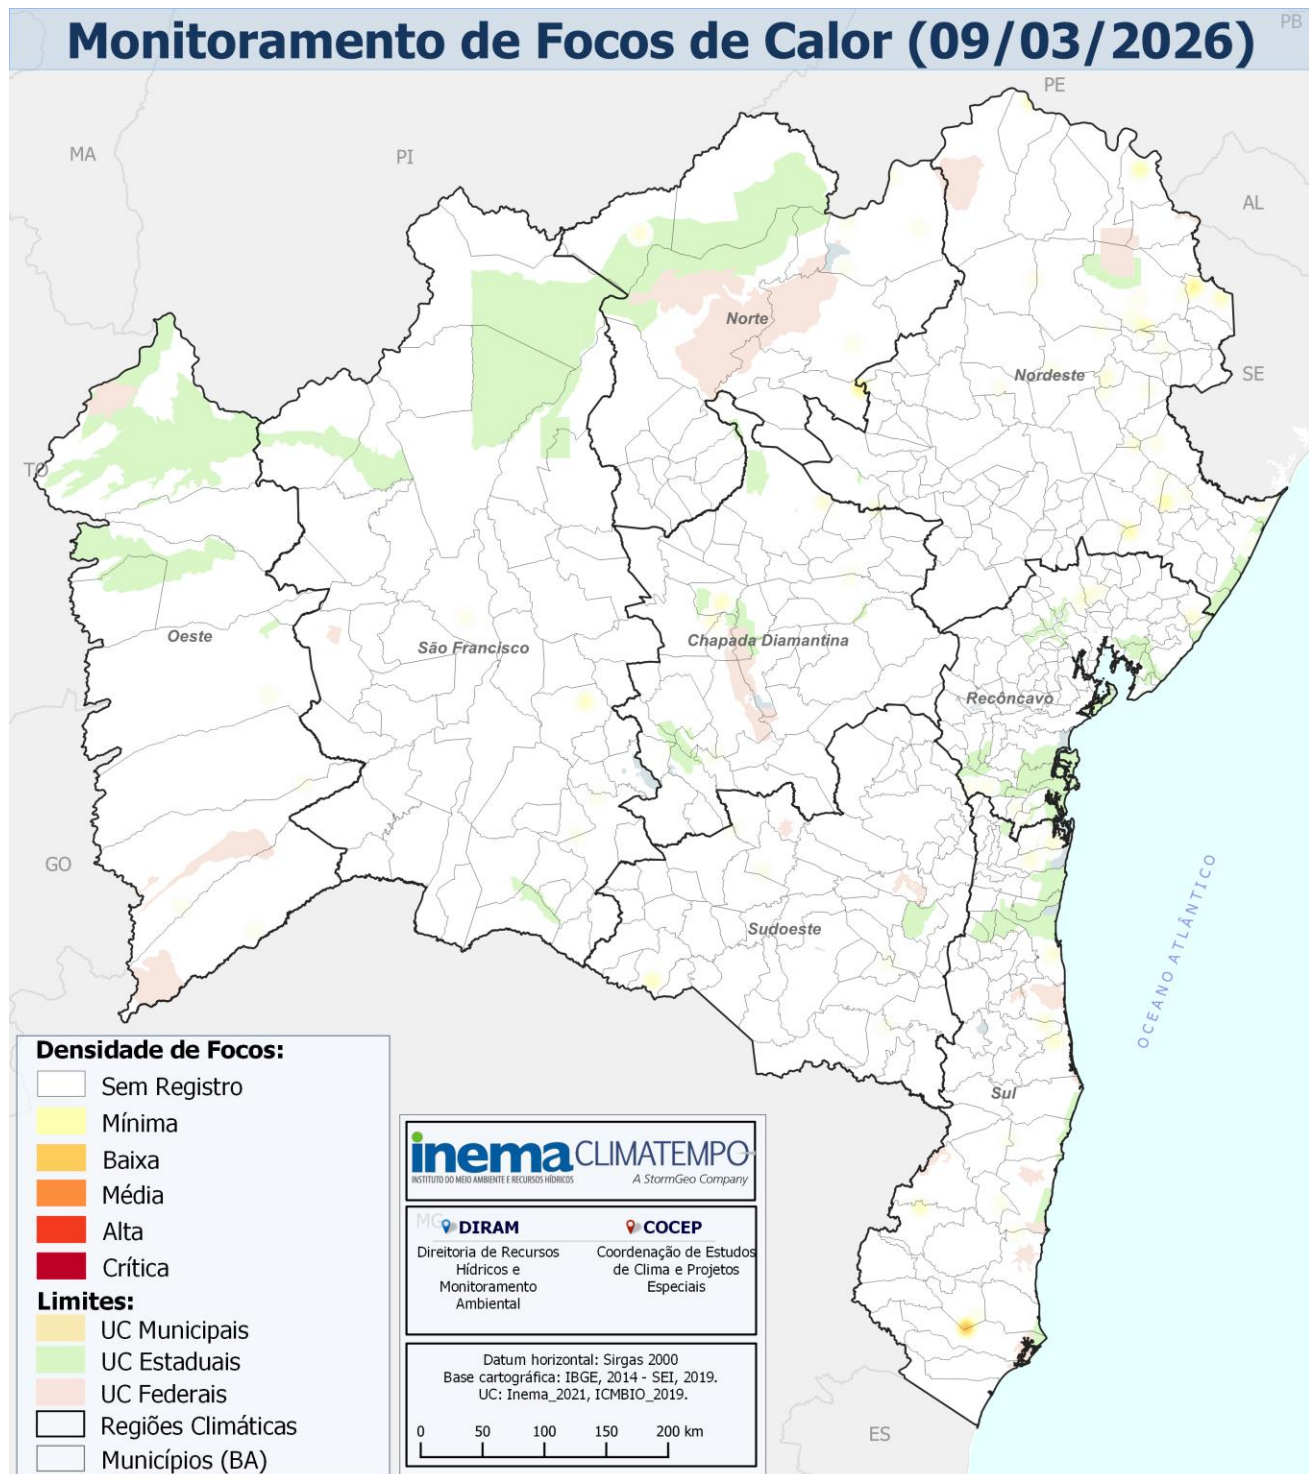 Monitoramento de Focos de Calor (09/03/2026)
PB
PE
MA
PI
AL
Norte
Nordeste
SE
TO
Oeste
São Francisco
Chapada Diamantina
Recôncavo
GO
Sudoeste
OCEANO ATLÂNTICO
Sul
ES
MG
Densidade de Focos:
Sem Registro
Mínima
Baixa
Média
Alta
Crítica
Limites:
UC Municipais
UC Estaduais
UC Federais
Regiões Climáticas
Municípios (BA)
inema
INSTITUTO DO MEIO AMBIENTE E RECURSOS HÍDRICOS
CLIMATEMPO
A StormGeo Company
DIRAM
Direitoria de Recursos
Hídricos e
Monitoramento
Ambiental
COCEP
Coordenação de Estudos
de Clima e Projetos
Especiais
Datum horizontal: Sirgas 2000
Base cartográfica: IBGE, 2014 - SEI, 2019.
UC: Inema_2021, ICMBIO_2019.
0 50 100 150 200 km